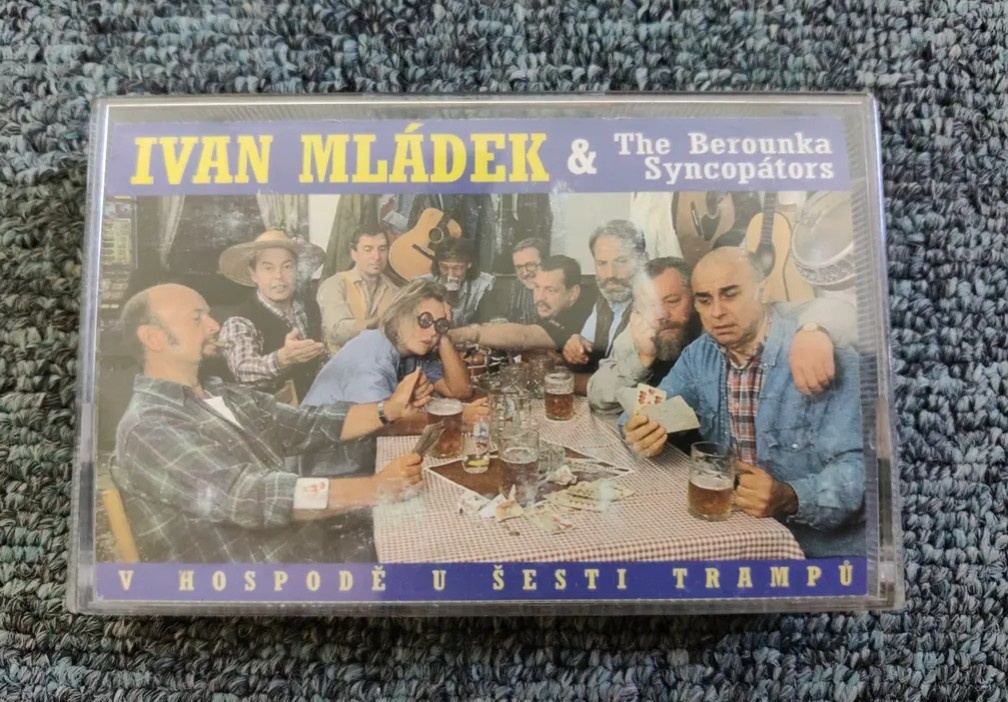 IVAN MLÁDEK & The Berounka
Syncopátors
V HOSPODĚ U ŠESTI TRAMPŮ